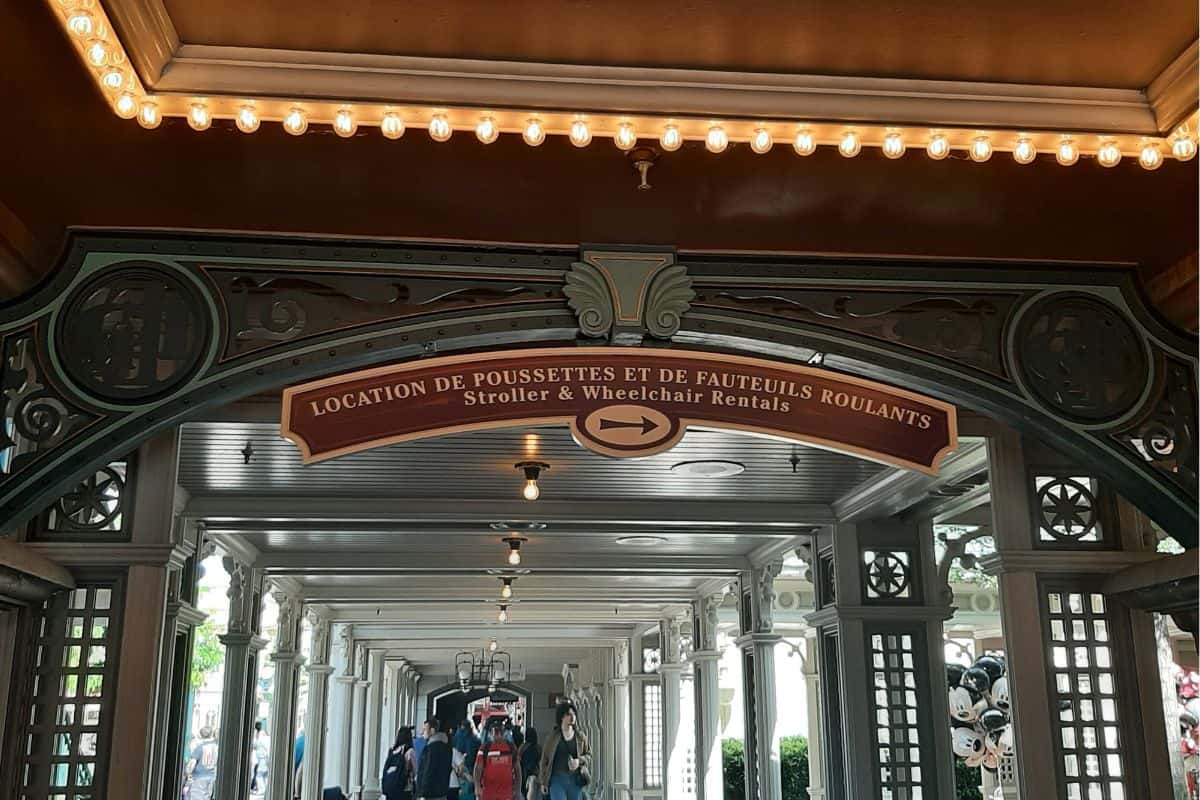 LOCATION DE POUSSETTES ET DE FAUTEUILS ROULANTS
Stroller & Wheelchair Rentals